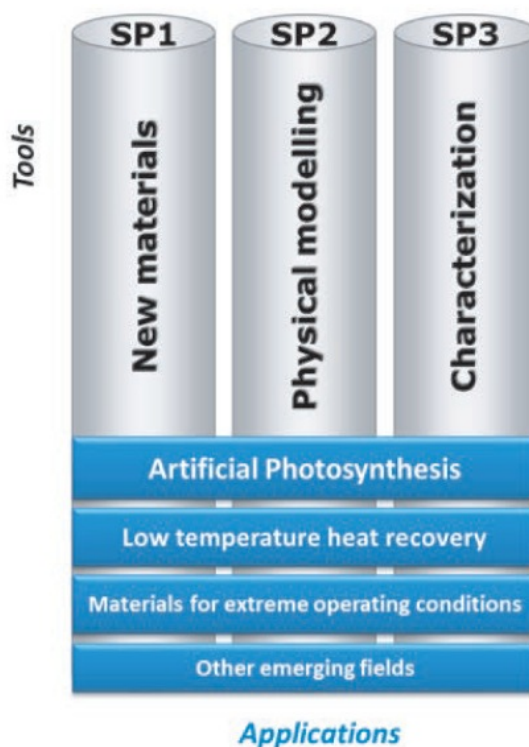 SP1 SP2 SP3
Tools
New materials
Physical modelling
Characterization
Artificial Photosynthesis
Low temperature heat recovery
Materials for extreme operating conditions
Other emerging fields
Applications